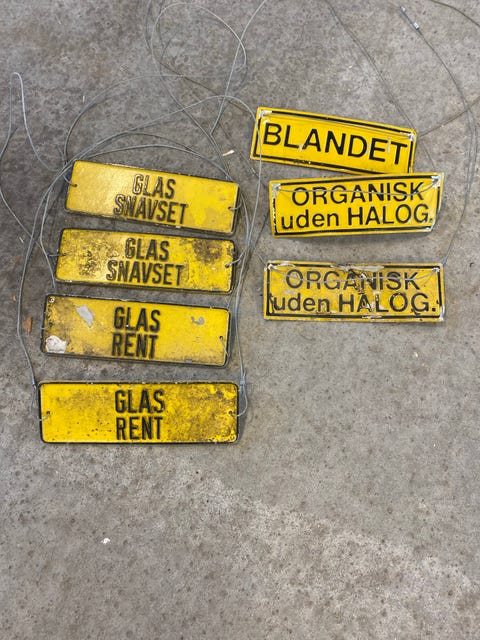 GLAS
SNAVSET
GLAS
SNAVSET
GLAS
RENT
GLAS
RENT
BLANDET
ORGANISK
uden HALOG.
ORGANISK
uden HALOG.